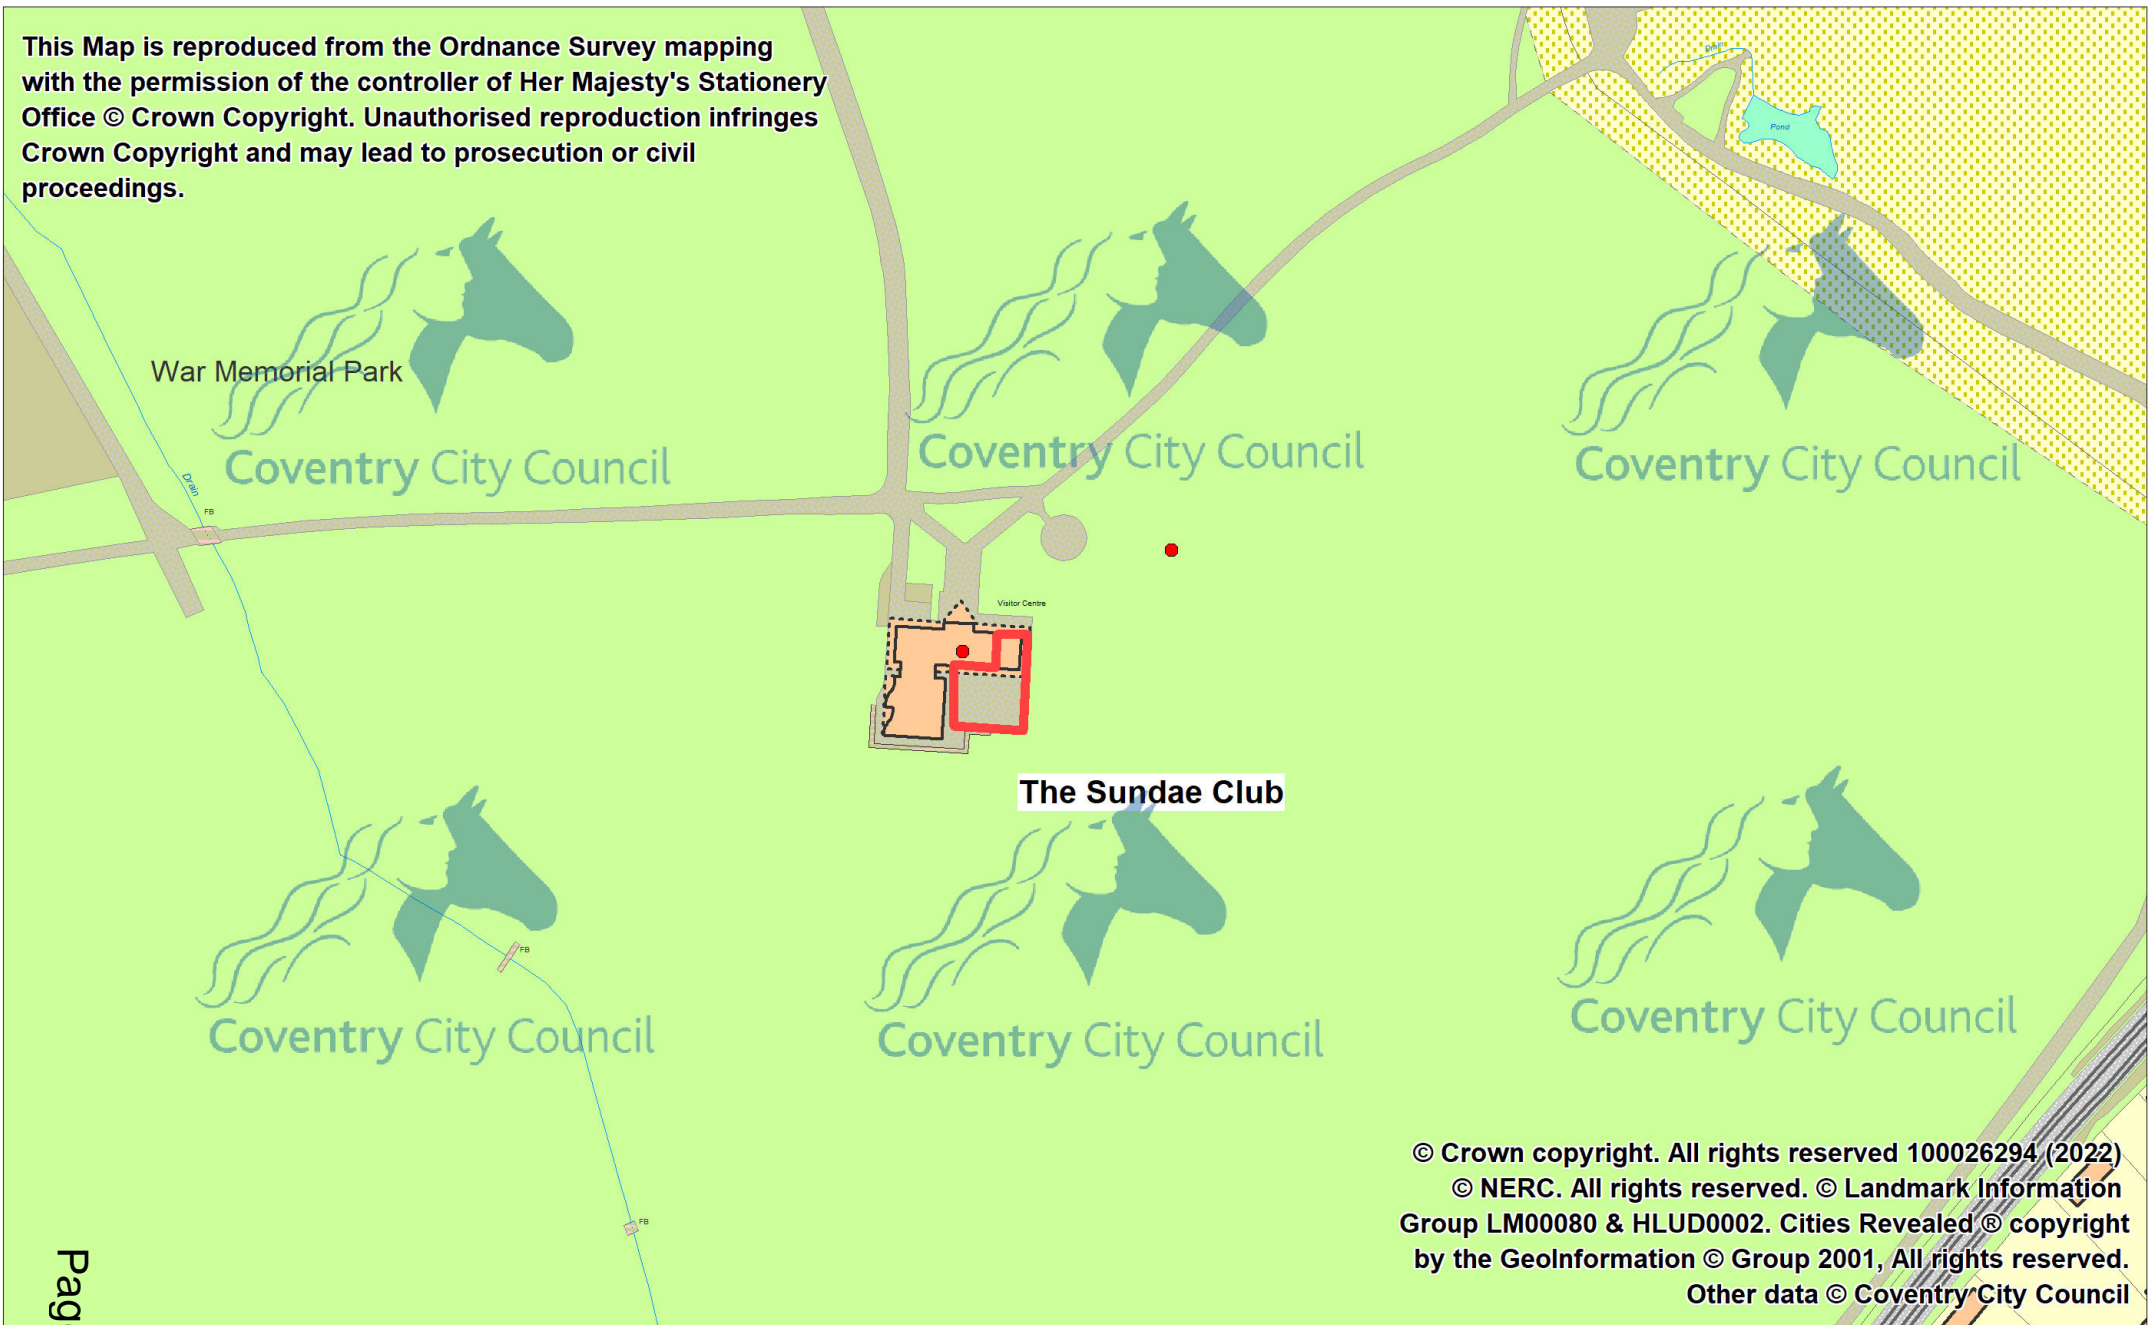 This Map is reproduced from the Ordnance Survey mapping
with the permission of the controller of Her Majesty's Stationery
Office © Crown Copyright. Unauthorised reproduction infringes
Crown Copyright and may lead to prosecution or civil
proceedings.
Drain
Pond
War Memorial Park
Coventry City Council
Coventry City Council
Coventry City Council
Drain
FB
Visitor Centre
The Sundae Club
FB
Coventry City Council
Coventry City Council
Coventry City Council
FB
© Crown copyright. All rights reserved 100026294 (2022)
© NERC. All rights reserved. © Landmark Information
Group LM00080 & HLUD0002. Cities Revealed ® copyright
by the GeoInformation © Group 2001, All rights reserved.
Other data © Coventry City Council
Pag